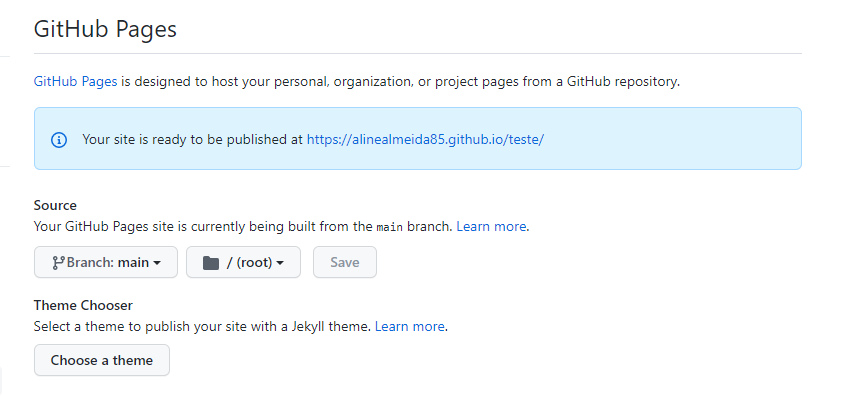 GitHub Pages
GitHub Pages is designed to host your personal, organization, or project pages from a GitHub repository.
Your site is ready to be published at https://alinealmeida85.github.io/teste/
Source
Your GitHub Pages site is currently being built from the main branch. Learn more.
Branch: main / (root) Save
Theme Chooser
Select a theme to publish your site with a Jekyll theme. Learn more.
Choose a theme